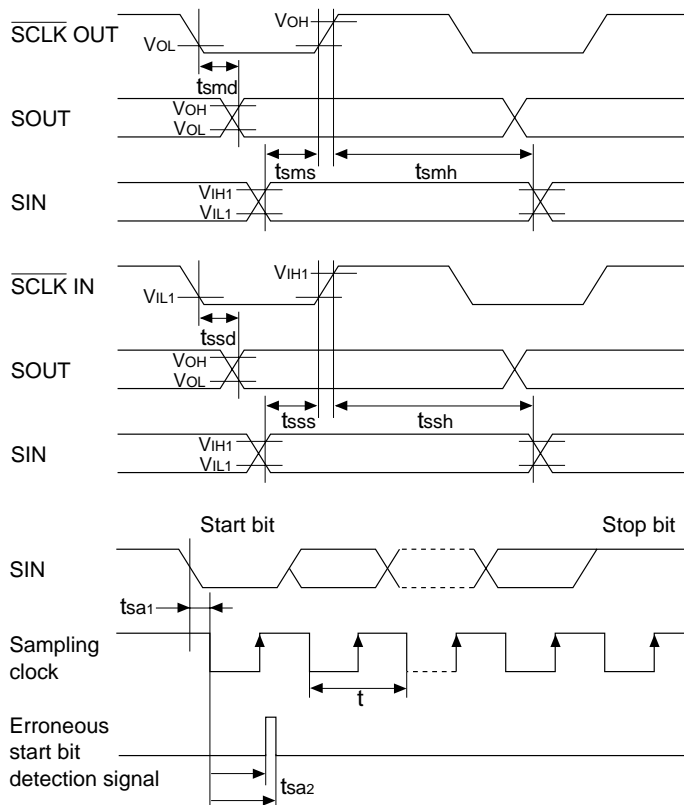 SCLK OUT
VOH
VOL
tsmd
SOUT
VOH
VOL
tsms
tsmh
SIN
VIH1
VIL1
SCLK IN
VIH1
VIL1
tssd
SOUT
VOH
VOL
tsss
tssh
SIN
VIH1
VIL1
Start bit
Stop bit
SIN
tsa1
Sampling
clock
t
Erroneous
start bit
detection signal
tsa2